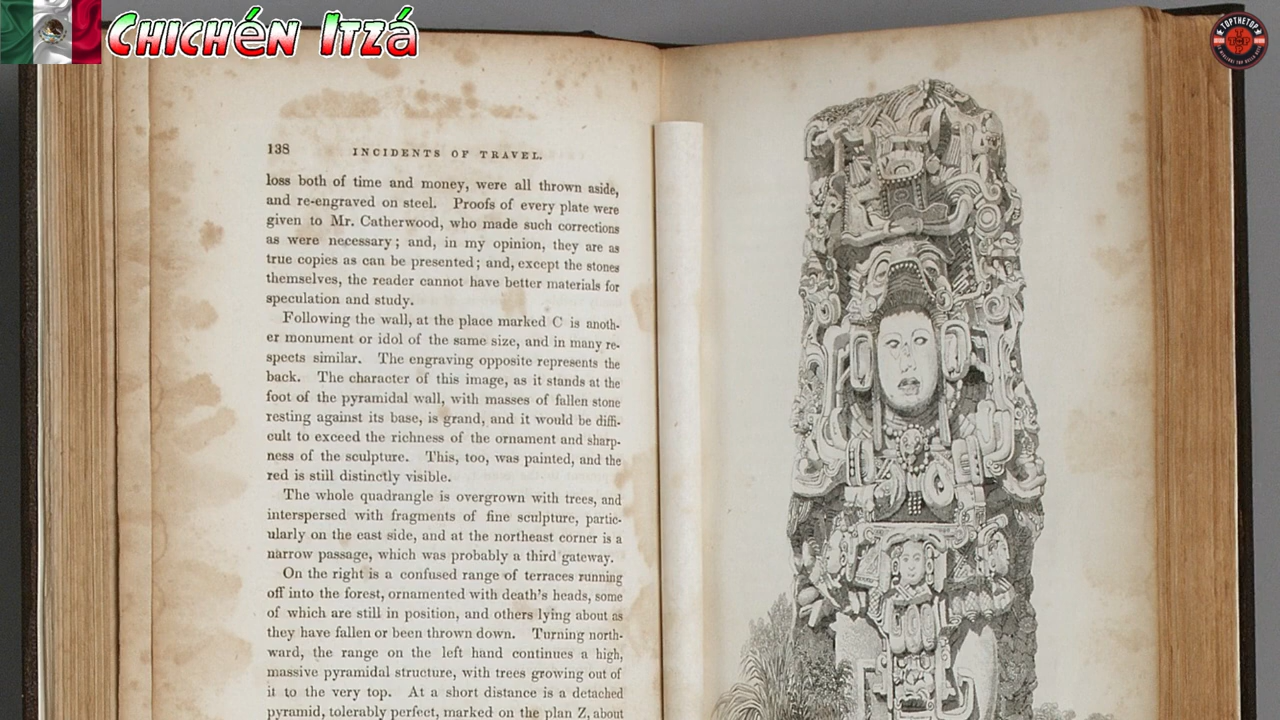 Chichén Itzá
TOPTHETOP
138
INCIDENTS OF TRAVEL.
loss both of time and money, were all thrown aside,
and re-engraved on steel. Proofs of every plate were
given to Mr. Catherwood, who made such corrections
as were necessary; and, in my opinion, they are as
true copies as can be presented; and, except the stones
themselves, the reader cannot have better materials for
speculation and study.
Following the wall, at the place marked C is anoth-
er monument or idol of the same size, and in many re-
spects similar. The engraving opposite represents the
back. The character of this image, as it stands at the
foot of the pyramidal wall, with masses of fallen stone
resting against its base, is grand, and it would be diffi-
cult to exceed the richness of the ornament and sharp-
ness of the sculpture. This, too, was painted, and the
red is still distinctly visible.
The whole quadrangle is overgrown with trees, and
interspersed with fragments of fine sculpture, partic-
ularly on the east side, and at the northeast corner is a
narrow passage, which was probably a third gateway.
On the right is a confused range of terraces running
off into the forest, ornamented with death's heads, some
of which are still in position, and others lying about as
they have fallen or been thrown down. Turning north-
ward, the range on the left hand continues a high,
massive pyramidal structure, with trees growing out of
it to the very top. At a short distance is a detached
pyramid, tolerably perfect, marked on the plan Z, about